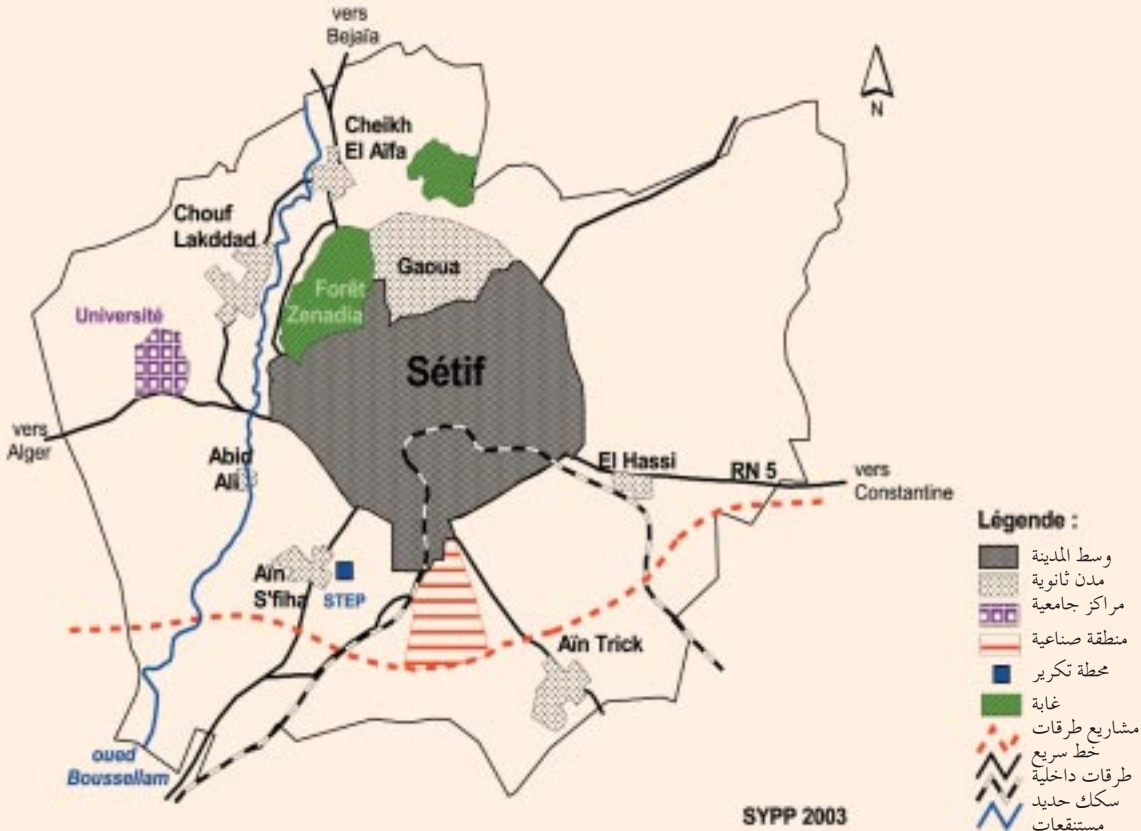 vers
Bejaïa
N
Cheikh
El Aïfa
Chouf
Lakddad
Gaoua
Forêt
Zenadia
Université
Sétif
vers
Alger
Abid
Ali
El Hassi
RN 5
vers
Constantine
Aïn
S'fiha
STEP
Aïn Trick
oued
Boussellam
SYPP 2003
Légende :
وسط المدينة
مدن ثانوية
مراكز جامعية
منطقة صناعية
محطة تكرير
غابة
مشاريع طرقات
خط سريع
طرقات داخلية
سكك حديد
مستنقعات